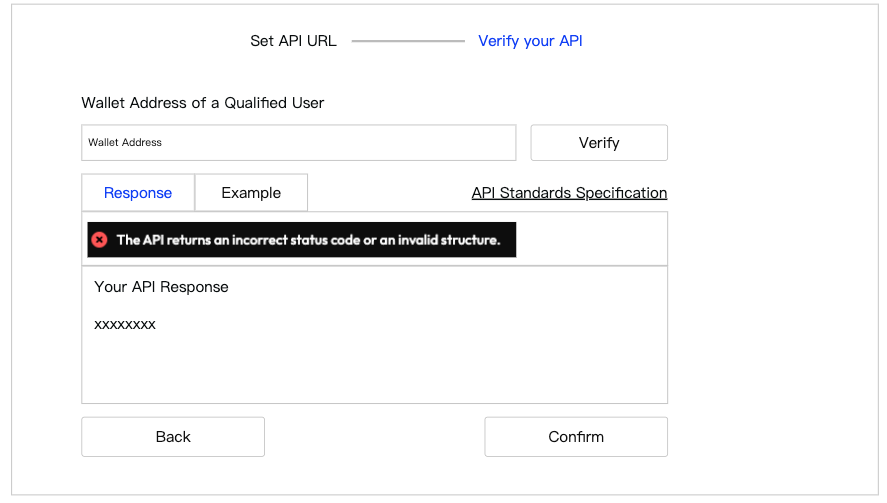 Set API URL Verify your API
Wallet Address of a Qualified User
Wallet Address Verify
Response Example API Standards Specification
The API returns an incorrect status code or an invalid structure.
Your API Response
xxxxxxxx
Back Confirm